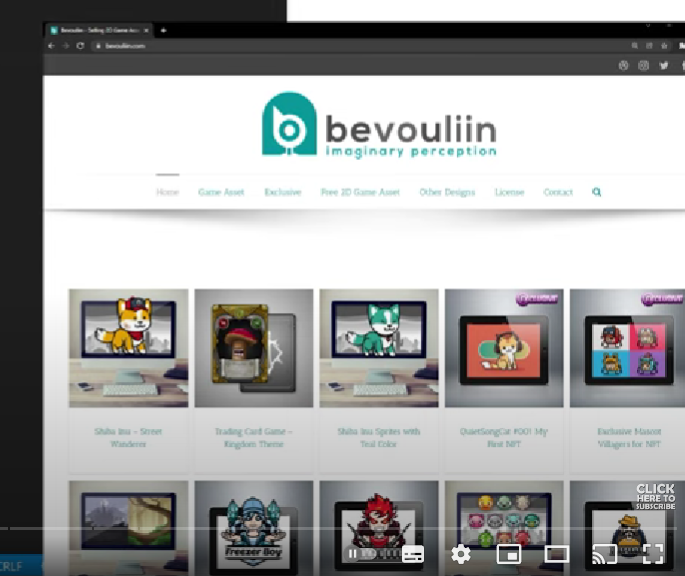 Bevouliin - Selling 2D Game As
bevouliin.com
bevouliin
imaginary perception
Home Game Asset Exclusive Free 2D Game Asset Other Designs License Contact
EXCLUSIVE EXCLUSIVE
Shiba Inu – Street Wanderer
Trading Card Game – Kingdom Theme
Shiba Inu Sprites with Teal Color
QuietSongCat #001 My First NFT
Exclusive Mascot Villagers for NFT
Freezer Boy
CLICK
HERE TO
SUBSCRIBE
CRLF